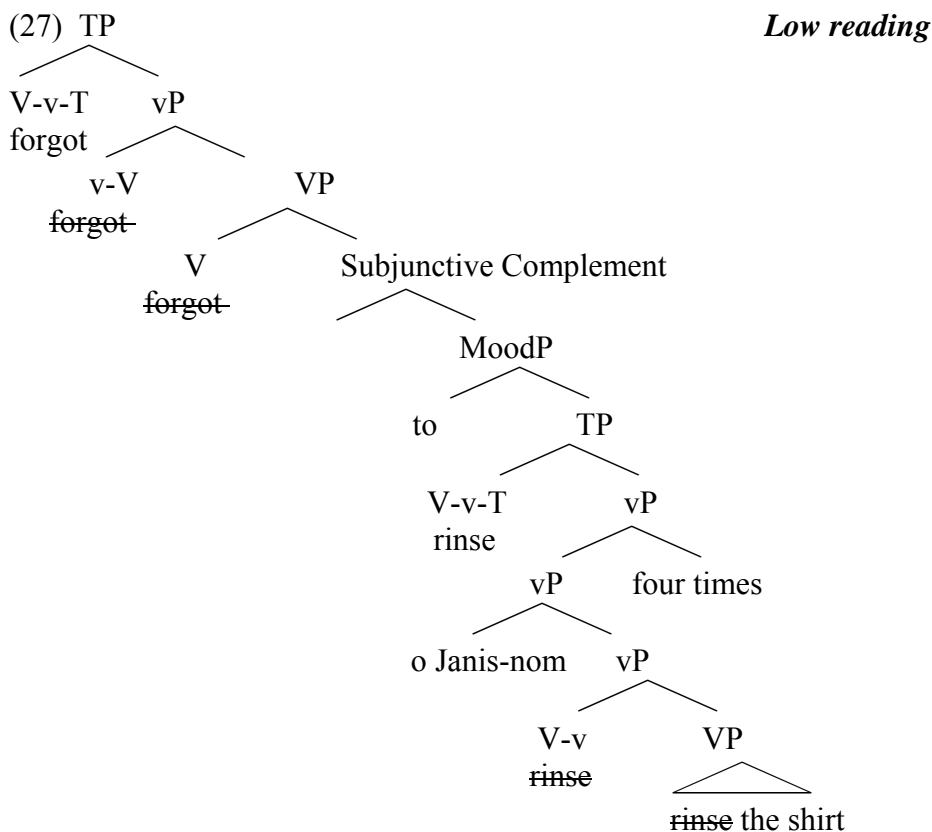 (27) TP Low reading
V-v-T vP
forgot
v-V VP
forgot
V Subjunctive Complement
forgot
MoodP
to TP
V-v-T vP
rinse
vP four times
o Janis-nom vP
V-v VP
rinse
rinse the shirt